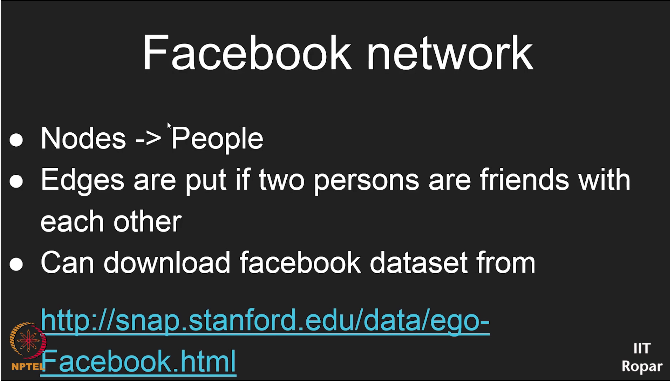 Facebook network
● Nodes -> People
● Edges are put if two persons are friends with
each other
● Can download facebook dataset from
http://snap.stanford.edu/data/ego-
Facebook.html
NPTEL
IIT
Ropar